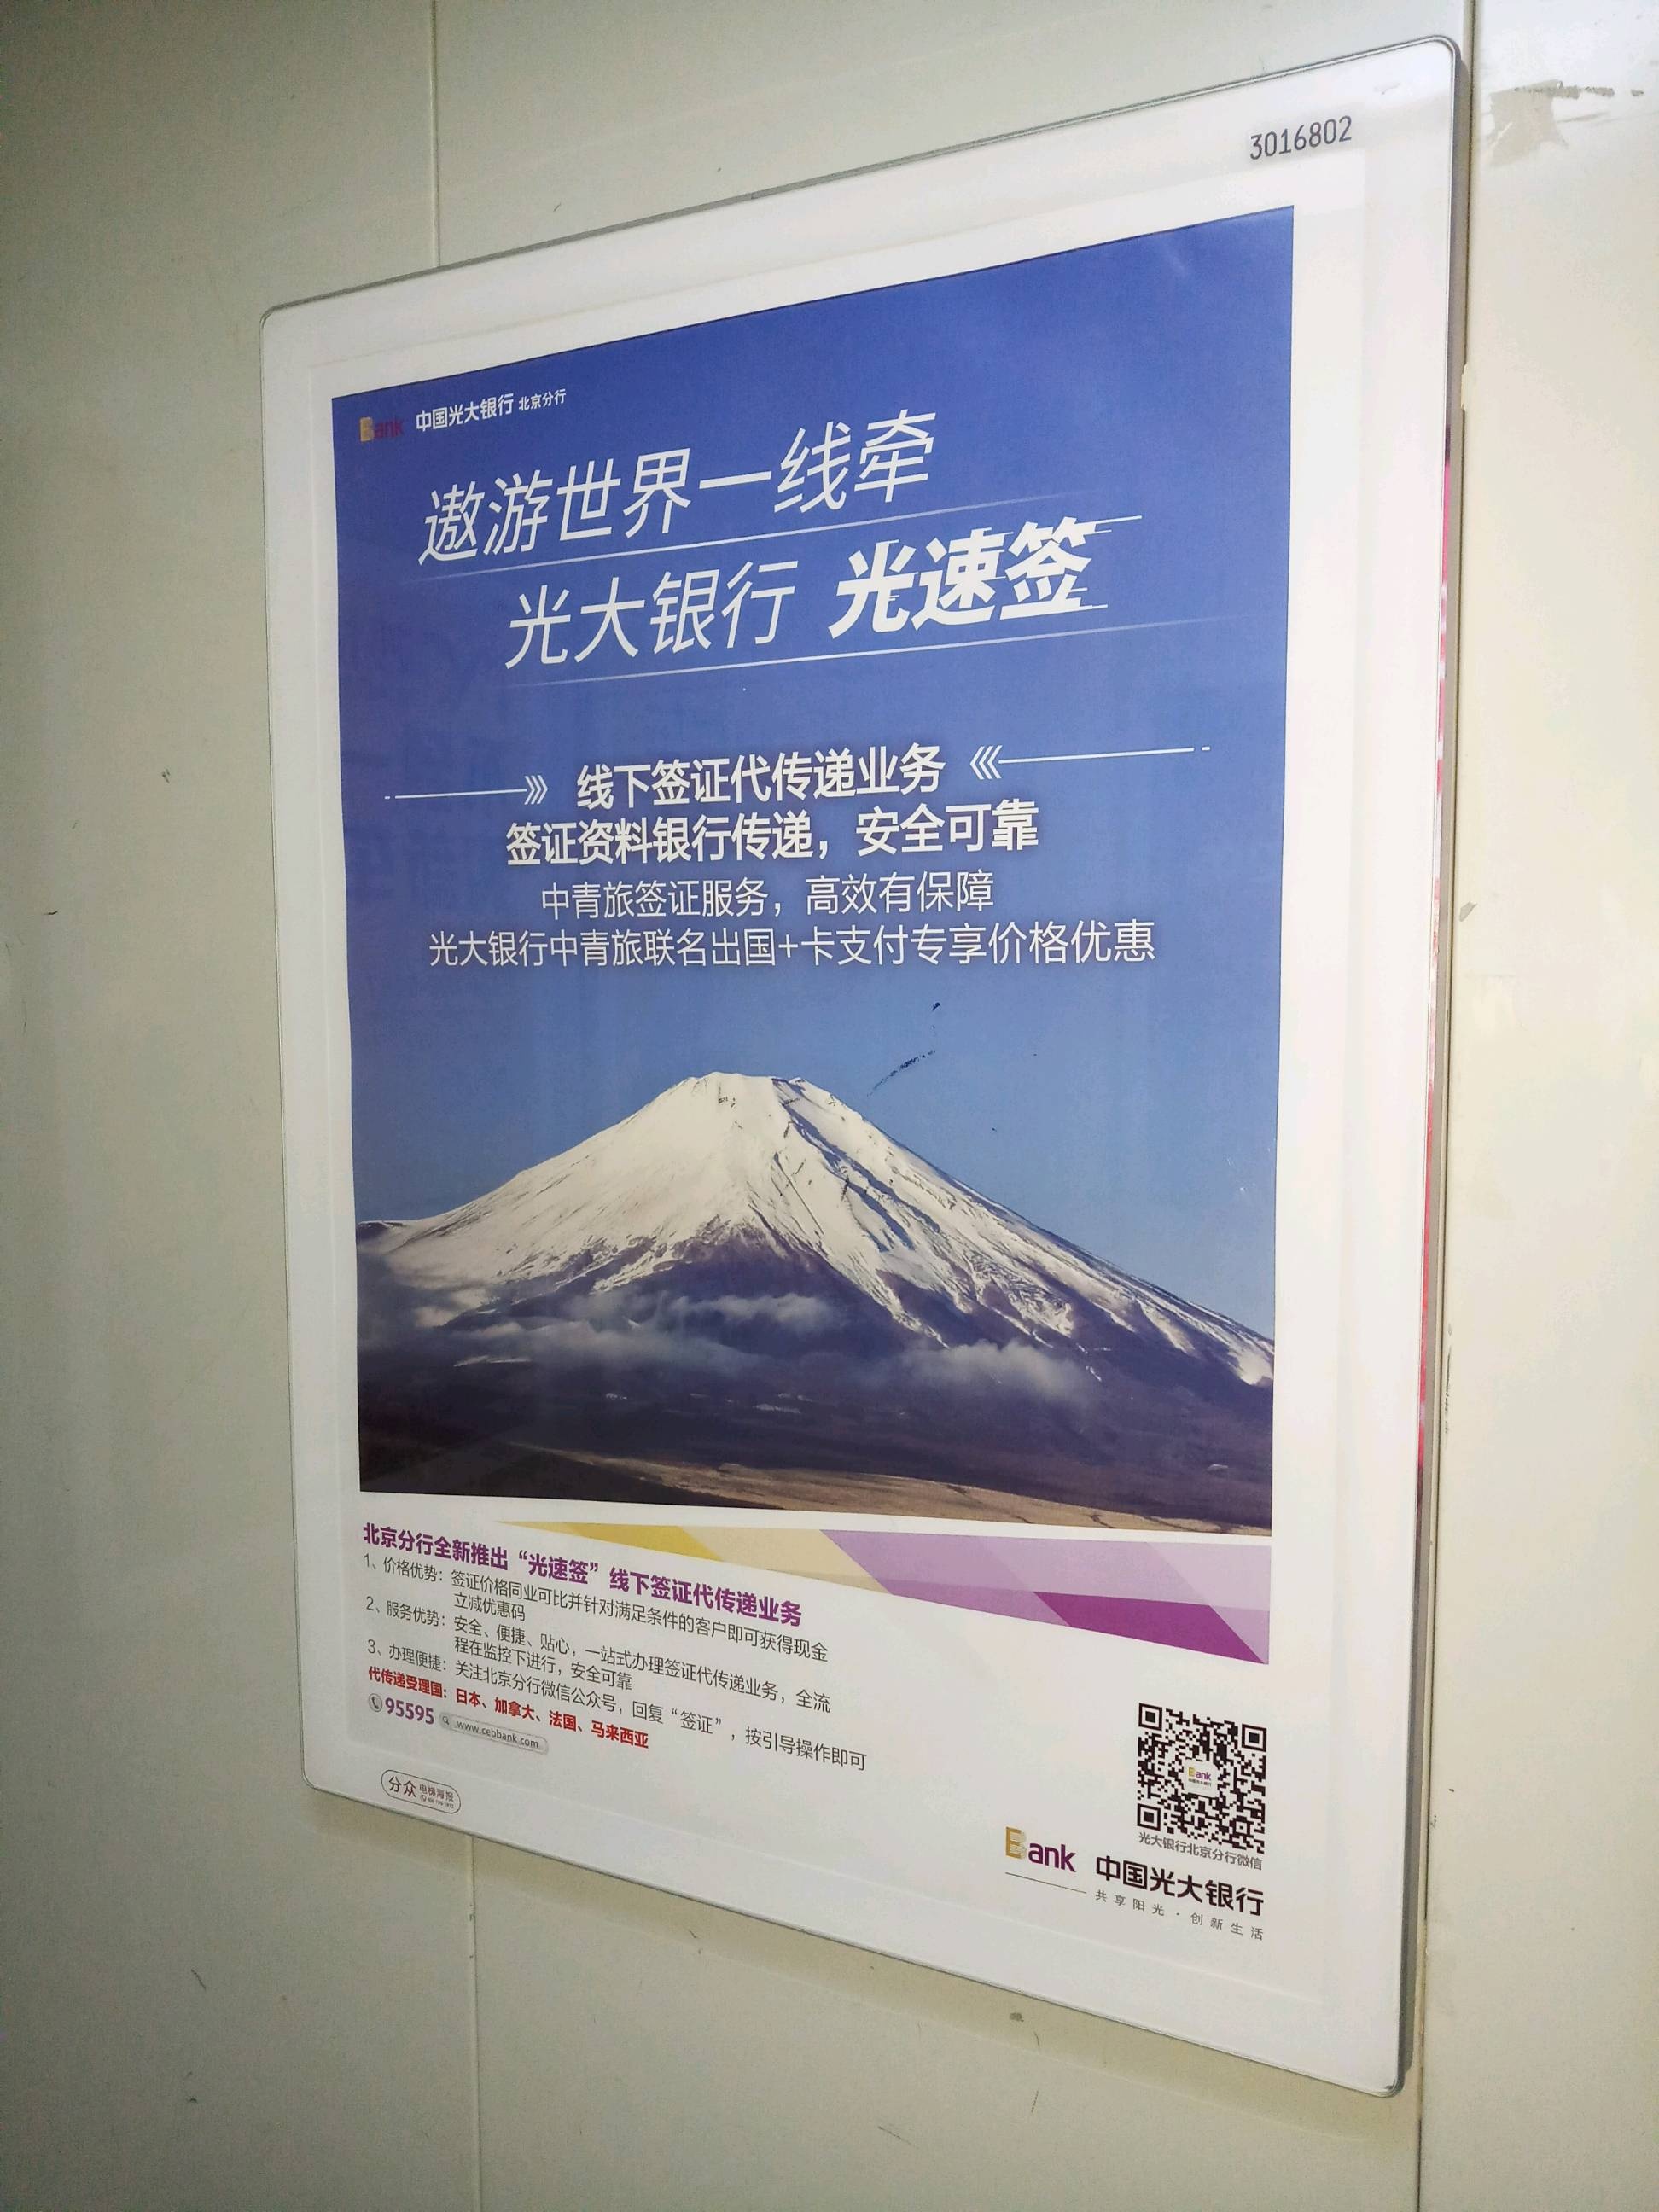 3016802
Bank 中国光大银行 北京分行
遨游世界一线牵
光大银行 光速签
线下签证代传递业务
签证资料银行传递，安全可靠
中青旅签证服务，高效有保障
光大银行中青旅联名出国+卡支付专享价格优惠
北京分行全新推出“光速签”线下签证代传递业务
1、价格优势：签证价格同业可比并针对满足条件的客户即可获得现金
立减优惠码
2、服务优势：安全、便捷、贴心，一站式办理签证代传递业务，全流
程在监控下进行，安全可靠
3、办理便捷：关注北京分行微信公众号，回复“签证”，按引导操作即可
代传递受理国：日本、加拿大、法国、马来西亚
95595 www.cebbank.com
分众 电梯海报
Bank
光大银行北京分行微信
Bank 中国光大银行
共享阳光·创新生活